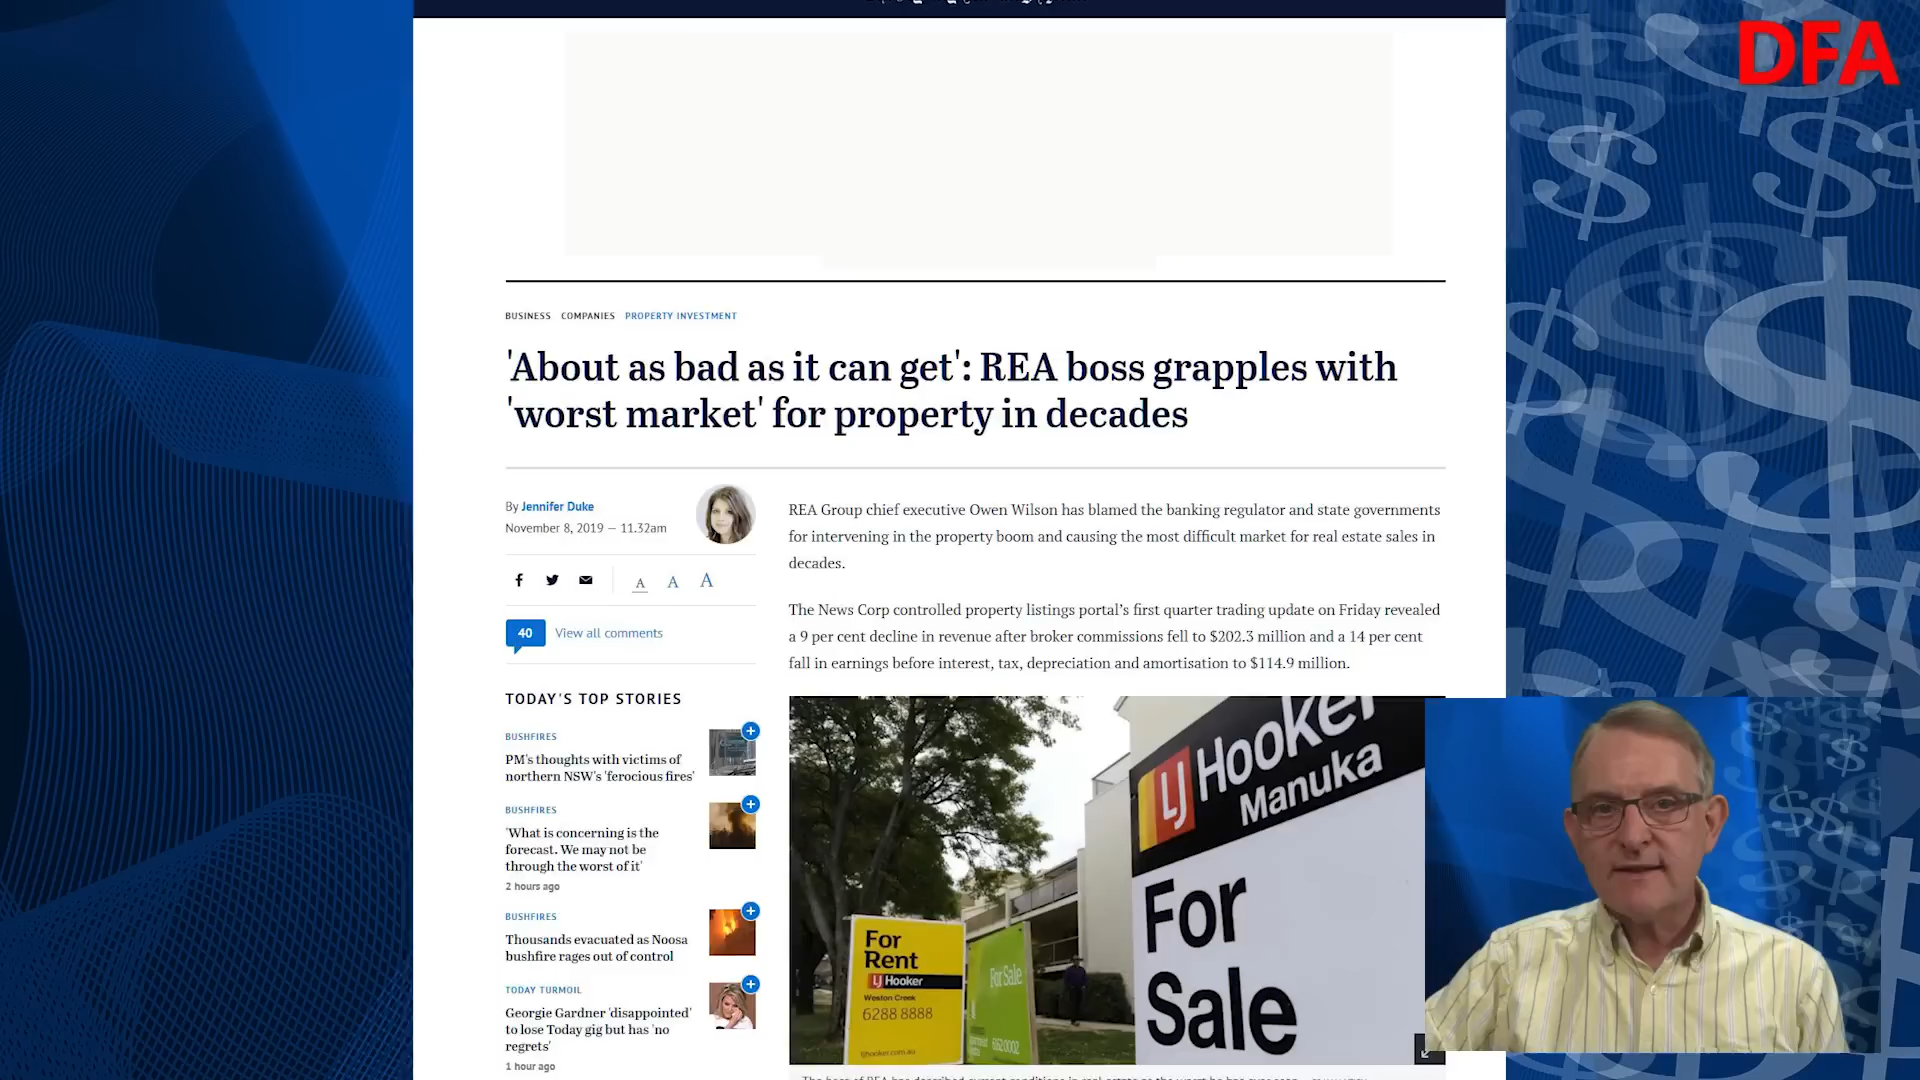 DFA
BUSINESS COMPANIES PROPERTY INVESTMENT
'About as bad as it can get': REA boss grapples with
'worst market' for property in decades
By Jennifer Duke
November 8, 2019 — 11.32am
A A A
40 View all comments
REA Group chief executive Owen Wilson has blamed the banking regulator and state governments
for intervening in the property boom and causing the most difficult market for real estate sales in
decades.
The News Corp controlled property listings portal's first quarter trading update on Friday revealed
a 9 per cent decline in revenue after broker commissions fell to $202.3 million and a 14 per cent
fall in earnings before interest, tax, depreciation and amortisation to $114.9 million.
TODAY'S TOP STORIES
BUSHFIRES
PM's thoughts with victims of
northern NSW's 'ferocious fires'
BUSHFIRES
'What is concerning is the
forecast. We may not be
through the worst of it'
2 hours ago
BUSHFIRES
Thousands evacuated as Noosa
bushfire rages out of control
TODAY TURMOIL
Georgie Gardner 'disappointed'
to lose Today gig but has 'no
regrets'
1 hour ago
LJ Hooker
Manuka
For
Sale
For
Rent
LJ Hooker
Weston Creek
6288 8888
ljhooker.com.au
For Sale